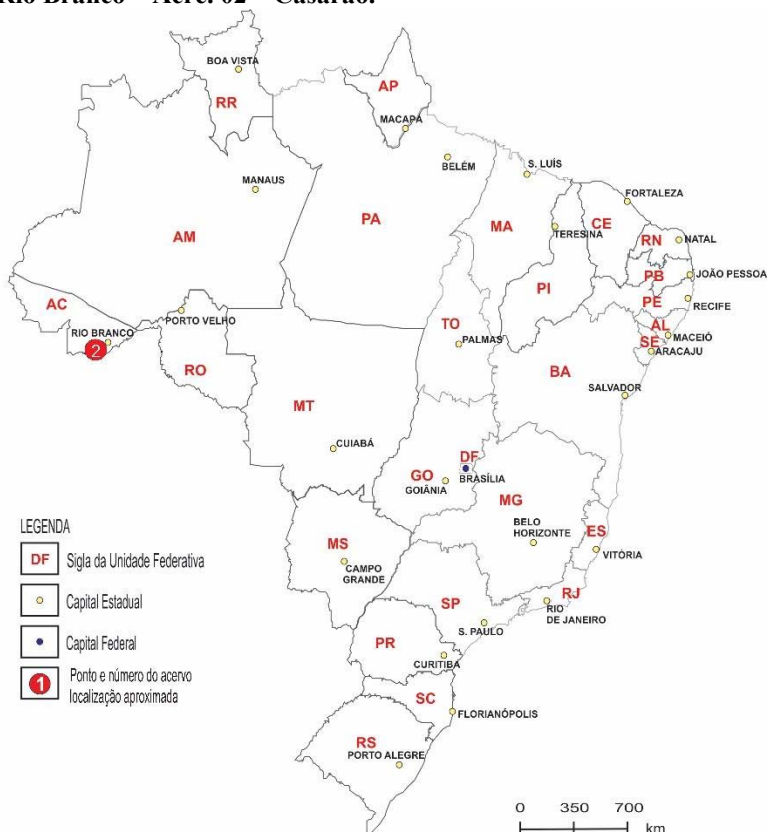 Rio Branco – Acre. 02 – Casarão.
BOA VISTA
RR
AP
MACAPÁ
BELÉM
S. LUÍS
MANAUS
FORTALEZA
AM
PA
MA
TERESINA
CE
RN
NATAL
PB
JOÃO PESSOA
PI
PE
RECIFE
AC
RIO BRANCO
2
PORTO VELHO
TO
PALMAS
AL
MACEIÓ
SE
ARACAJU
RO
BA
MT
SALVADOR
CUIABÁ
DF
BRASÍLIA
GO
GOIÂNIA
MG
BELO
HORIZONTE
ES
VITÓRIA
MS
CAMPO
GRANDE
SP
S. PAULO
RJ
RIO
DE JANEIRO
PR
CURITIBA
SC
FLORIANÓPOLIS
RS
PORTO ALEGRE
LEGENDA
DF Sigla da Unidade Federativa
Capital Estadual
Capital Federal
1 Ponto e número do acervo
localização aproximada
0 350 700
km